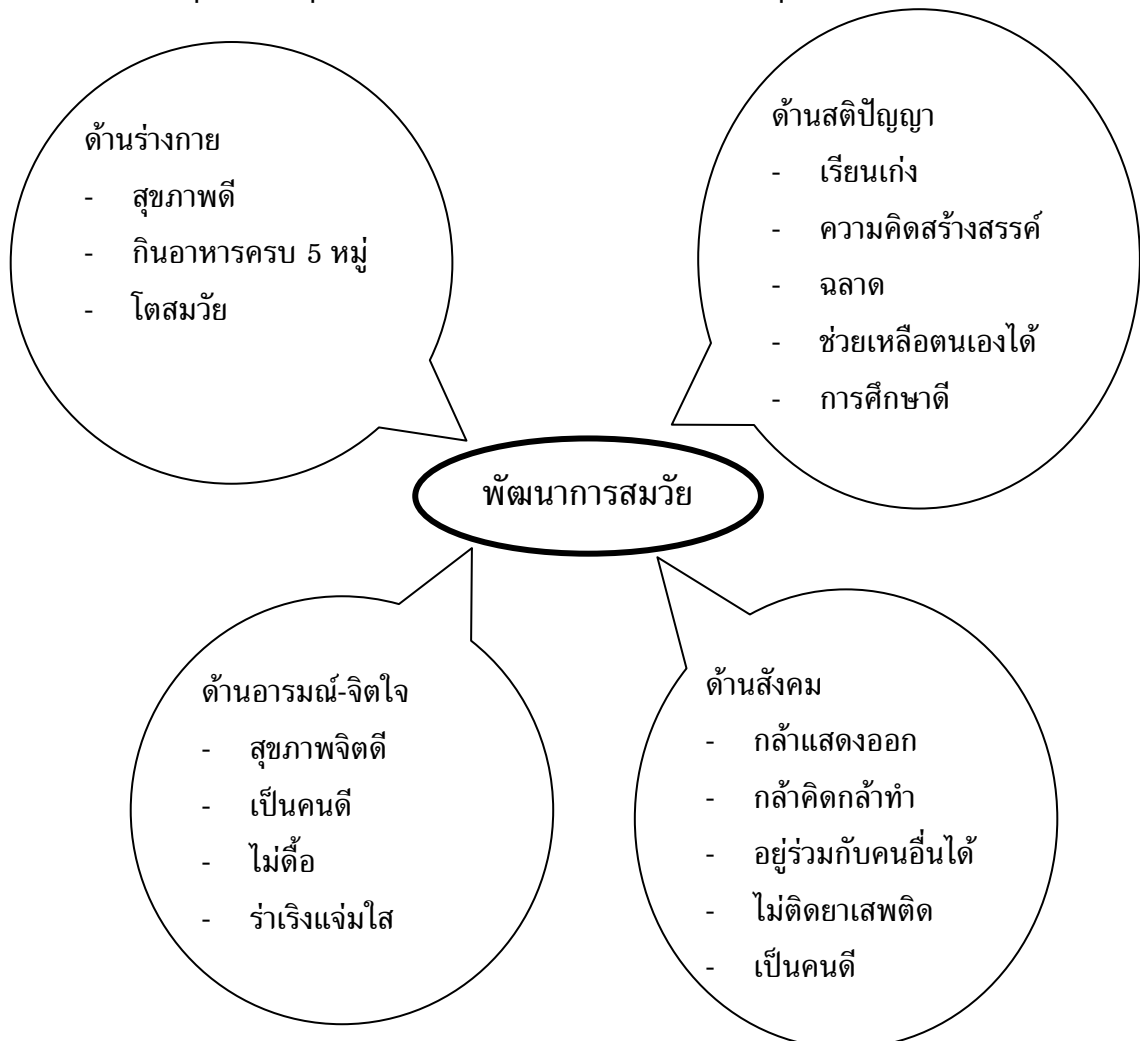 ด้านร่างกาย
- สุขภาพดี
- กินอาหารครบ 5 หมู่
- โตสมวัย
ด้านสติปัญญา
- เรียนเก่ง
- ความคิดสร้างสรรค์
- ฉลาด
- ช่วยเหลือตนเองได้
- การศึกษาดี
พัฒนาการสมวัย
ด้านอารมณ์-จิตใจ
- สุขภาพจิตดี
- เป็นคนดี
- ไม่ดื้อ
- ร่าเริงแจ่มใส
ด้านสังคม
- กล้าแสดงออก
- กล้าคิดกล้าทำ
- อยู่ร่วมกับคนอื่นได้
- ไม่ติดยาเสพติด
- เป็นคนดี